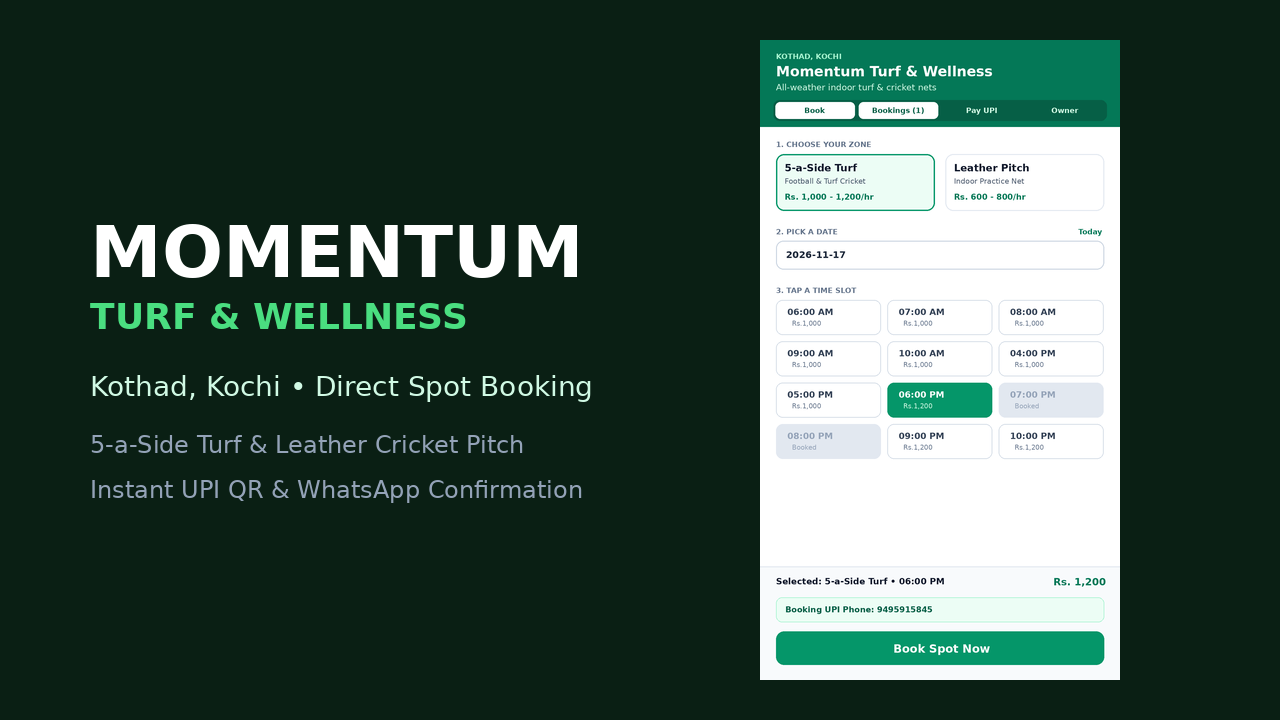 MOMENTUM
TURF & WELLNESS
Kothad, Kochi • Direct Spot Booking
5-a-Side Turf & Leather Cricket Pitch
Instant UPI QR & WhatsApp Confirmation
KOTHAD, KOCHI
Momentum Turf & Wellness
All-weather indoor turf & cricket nets
Book Bookings (1) Pay UPI Owner
1. CHOOSE YOUR ZONE
5-a-Side Turf
Football & Turf Cricket
Rs. 1,000 - 1,200/hr
Leather Pitch
Indoor Practice Net
Rs. 600 - 800/hr
2. PICK A DATE Today
2026-11-17
3. TAP A TIME SLOT
06:00 AM 07:00 AM 08:00 AM
Rs.1,000 Rs.1,000 Rs.1,000
09:00 AM 10:00 AM 04:00 PM
Rs.1,000 Rs.1,000 Rs.1,000
05:00 PM 06:00 PM 07:00 PM
Rs.1,000 Rs.1,200 Booked
08:00 PM 09:00 PM 10:00 PM
Booked Rs.1,200 Rs.1,200
Selected: 5-a-Side Turf • 06:00 PM Rs. 1,200
Booking UPI Phone: 9495915845
Book Spot Now